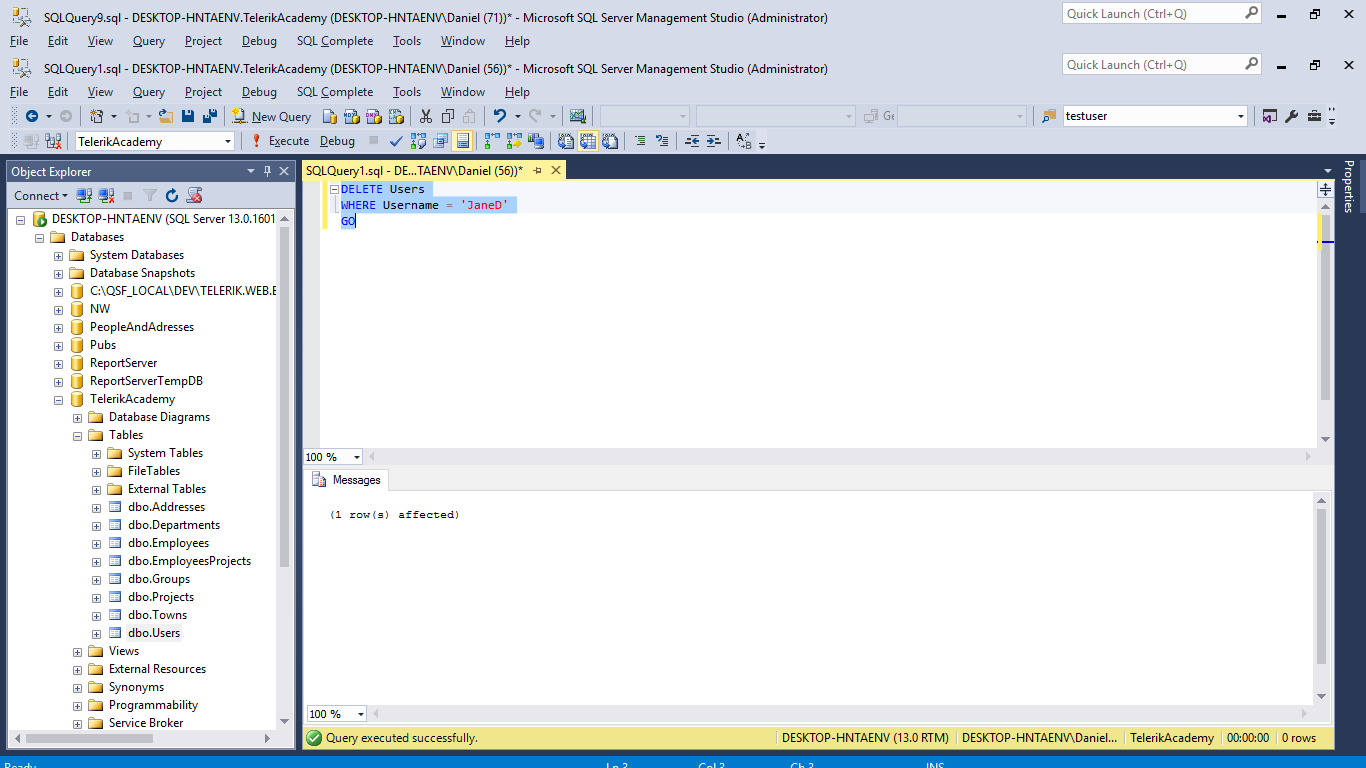 SQLQuery9.sql - DESKTOP-HNTAENV.TelerikAcademy (DESKTOP-HNTAENV\Daniel (71))* - Microsoft SQL Server Management Studio (Administrator)
Quick Launch (Ctrl+Q)
File Edit View Query Project Debug SQL Complete Tools Window Help
SQLQuery1.sql - DESKTOP-HNTAENV.TelerikAcademy (DESKTOP-HNTAENV\Daniel (56))* - Microsoft SQL Server Management Studio (Administrator)
Quick Launch (Ctrl+Q)
File Edit View Query Project Debug SQL Complete Tools Window Help
New Query
testuser
TelerikAcademy
Execute Debug
Object Explorer
Connect
DESKTOP-HNTAENV (SQL Server 13.0.1601
Databases
System Databases
Database Snapshots
C:\QSF_LOCAL\DEV\TELERIK.WEB.E
NW
PeopleAndAdresses
Pubs
ReportServer
ReportServerTempDB
TelerikAcademy
Database Diagrams
Tables
System Tables
FileTables
External Tables
dbo.Addresses
dbo.Departments
dbo.Employees
dbo.EmployeesProjects
dbo.Groups
dbo.Projects
dbo.Towns
dbo.Users
Views
External Resources
Synonyms
Programmability
Service Broker
SQLQuery1.sql - DE...TAENV\Daniel (56))*
DELETE Users
WHERE Username = 'JaneD'
GO
100 %
Messages
(1 row(s) affected)
100 %
Query executed successfully.
DESKTOP-HNTAENV (13.0 RTM)
DESKTOP-HNTAENV\Daniel...
TelerikAcademy
00:00:00
0 rows
Properties